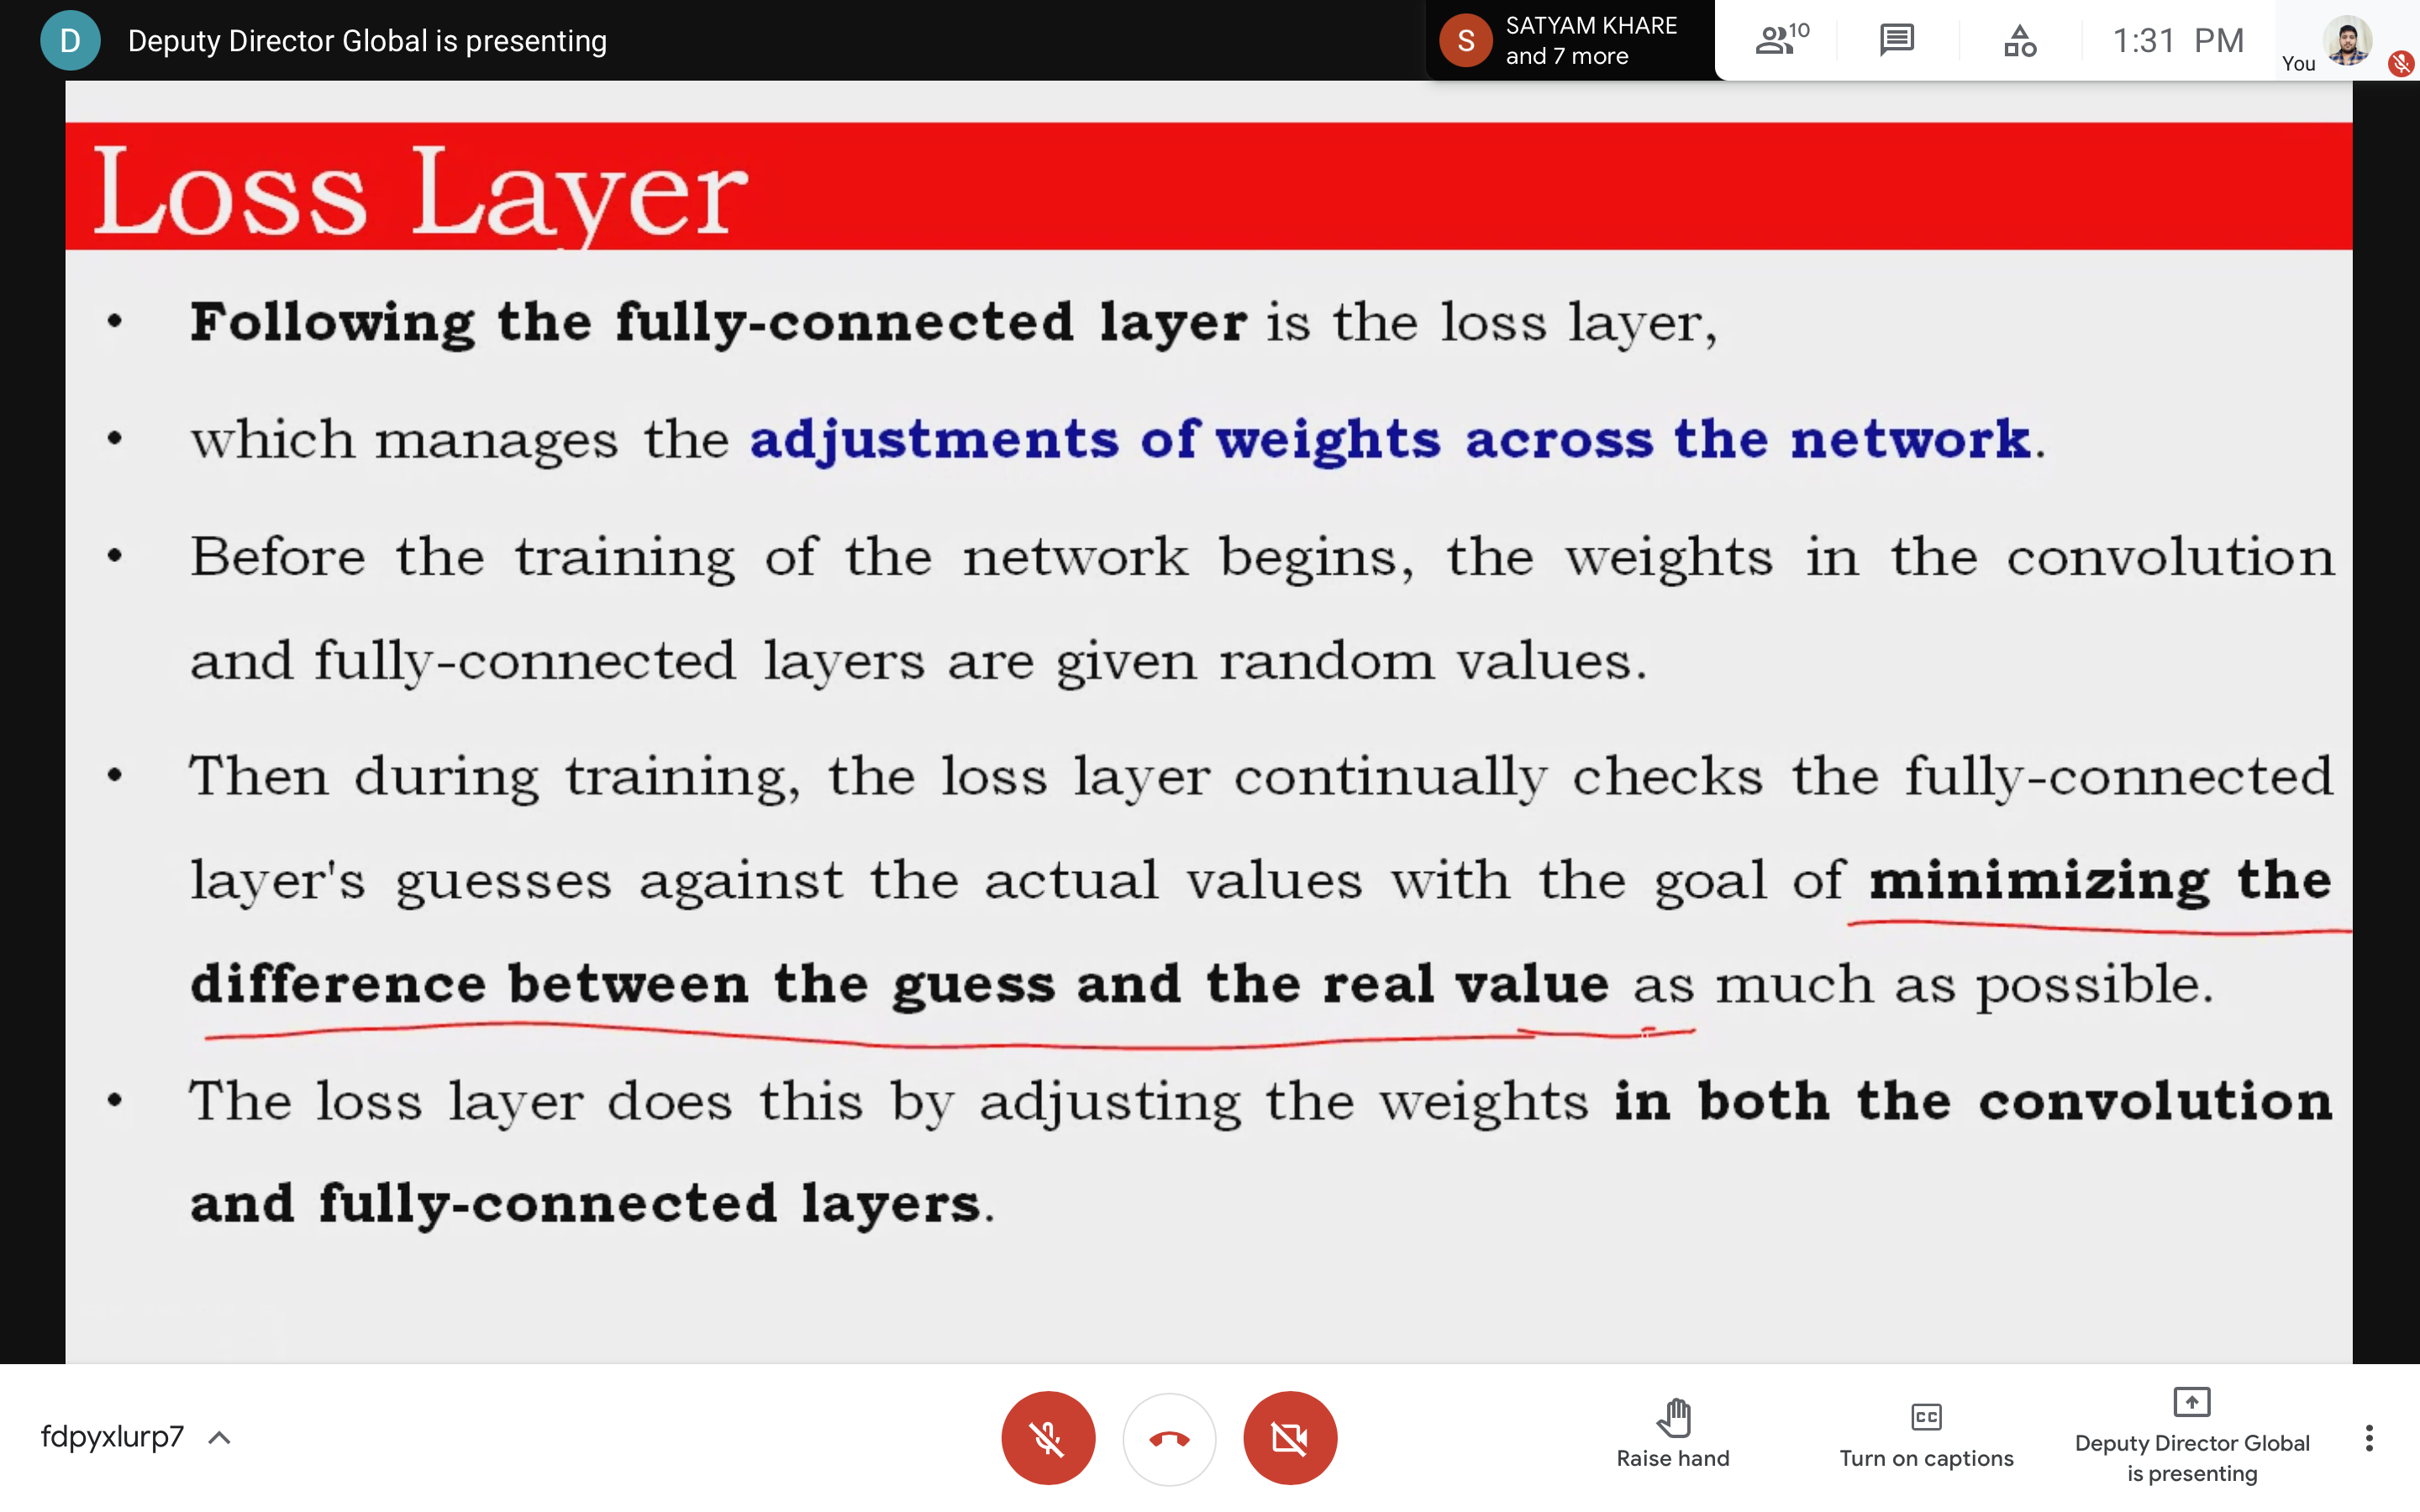 D Deputy Director Global is presenting
S SATYAM KHARE
and 7 more
10
1:31 PM
You
Loss Layer
• Following the fully-connected layer is the loss layer,
• which manages the adjustments of weights across the network.
• Before the training of the network begins, the weights in the convolution
and fully-connected layers are given random values.
• Then during training, the loss layer continually checks the fully-connected
layer's guesses against the actual values with the goal of minimizing the
difference between the guess and the real value as much as possible.
• The loss layer does this by adjusting the weights in both the convolution
and fully-connected layers.
fdpyxlurp7
Raise hand
CC
Turn on captions
Deputy Director Global
is presenting